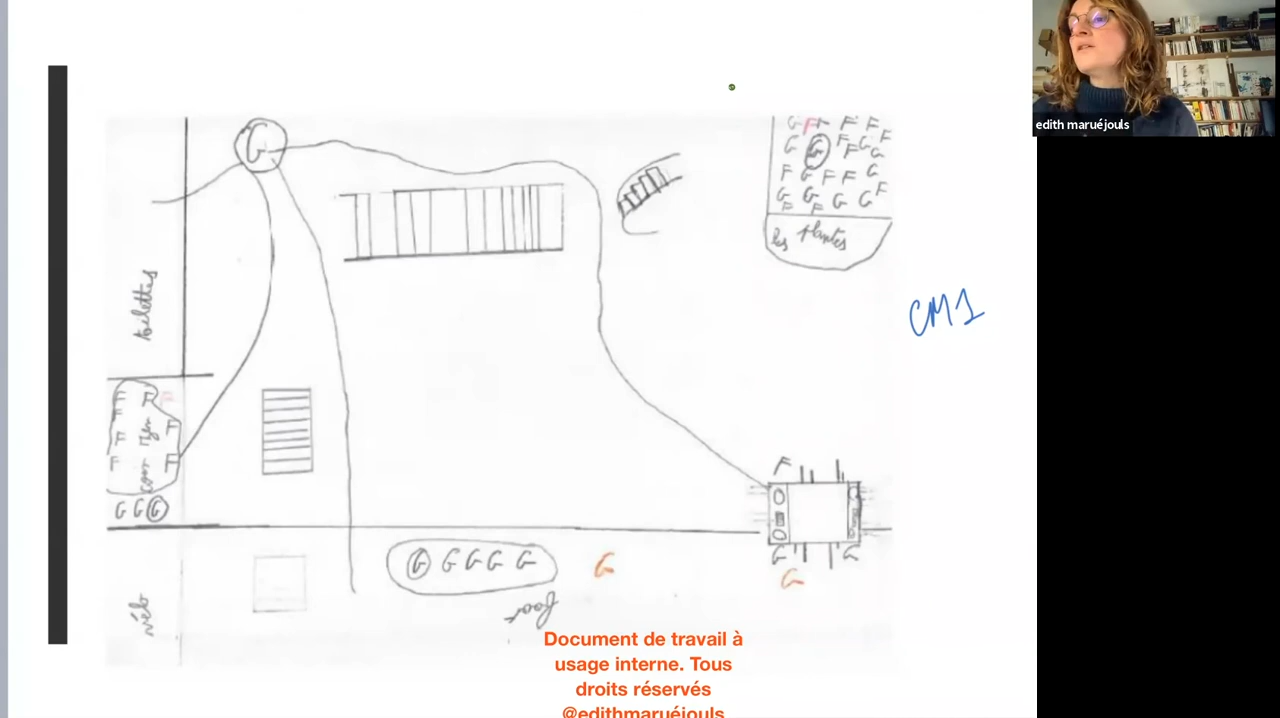 edith maruéjouls
G
G F F F F
G G F F G G
F G F F G
G G G G F
F F
les plantes
toilettes
CM1
F F F
F F
F F
F F
G G G
F
G G
G
G G G G G
G
foot
vélo
Document de travail à
usage interne. Tous
droits réservés
@edithmaruéjouls